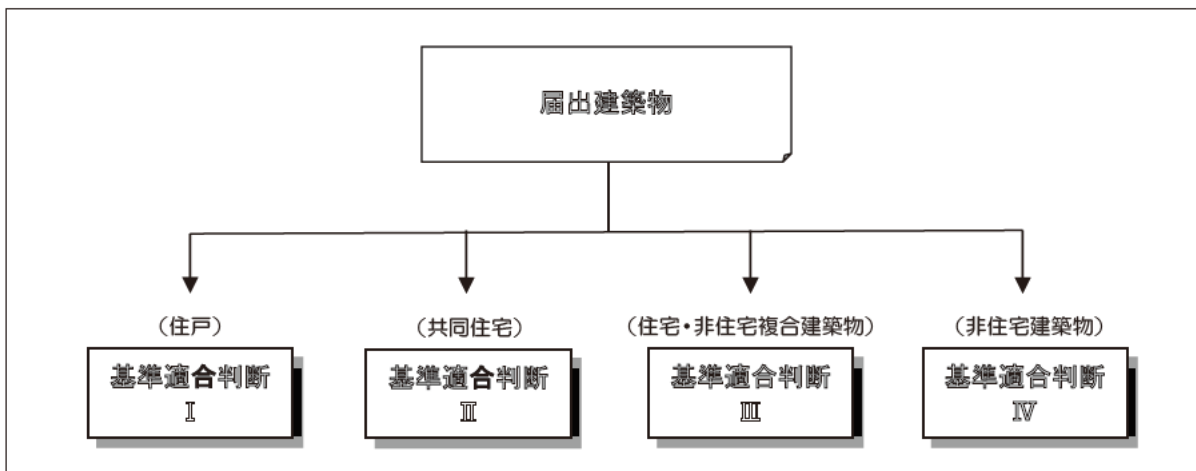 届出建築物
（住戸）
（共同住宅）
（住宅・非住宅複合建築物）
（非住宅建築物）
基準適合判断
Ⅰ
基準適合判断
Ⅱ
基準適合判断
Ⅲ
基準適合判断
Ⅳ